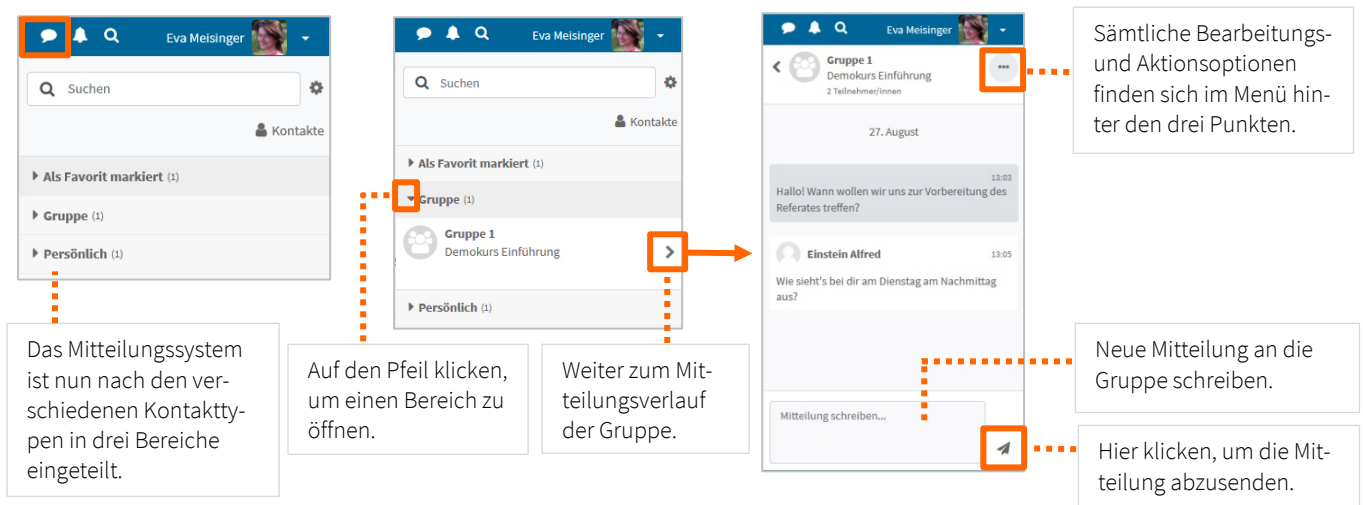 Eva Meisinger
Suchen
Kontakte
Als Favorit markiert (1)
Gruppe (1)
Persönlich (1)
Das Mitteilungssystem
ist nun nach den ver-
schiedenen Kontaktty-
pen in drei Bereiche
eingeteilt.
Eva Meisinger
Suchen
Kontakte
Als Favorit markiert (1)
Gruppe (1)
Gruppe 1
Demokurs Einführung
Persönlich (1)
Auf den Pfeil klicken,
um einen Bereich zu
öffnen.
Weiter zum Mit-
teilungsverlauf
der Gruppe.
Eva Meisinger
Gruppe 1
Demokurs Einführung
2 Teilnehmer/innen
27. August
13:03
Hallo! Wann wollen wir uns zur Vorbereitung des
Referates treffen?
Einstein Alfred 13:05
Wie sieht's bei dir am Dienstag am Nachmittag
aus?
Mitteilung schreiben...
Sämtliche Bearbeitungs-
und Aktionsoptionen
finden sich im Menü hin-
ter den drei Punkten.
Neue Mitteilung an die
Gruppe schreiben.
Hier klicken, um die Mit-
teilung abzusenden.